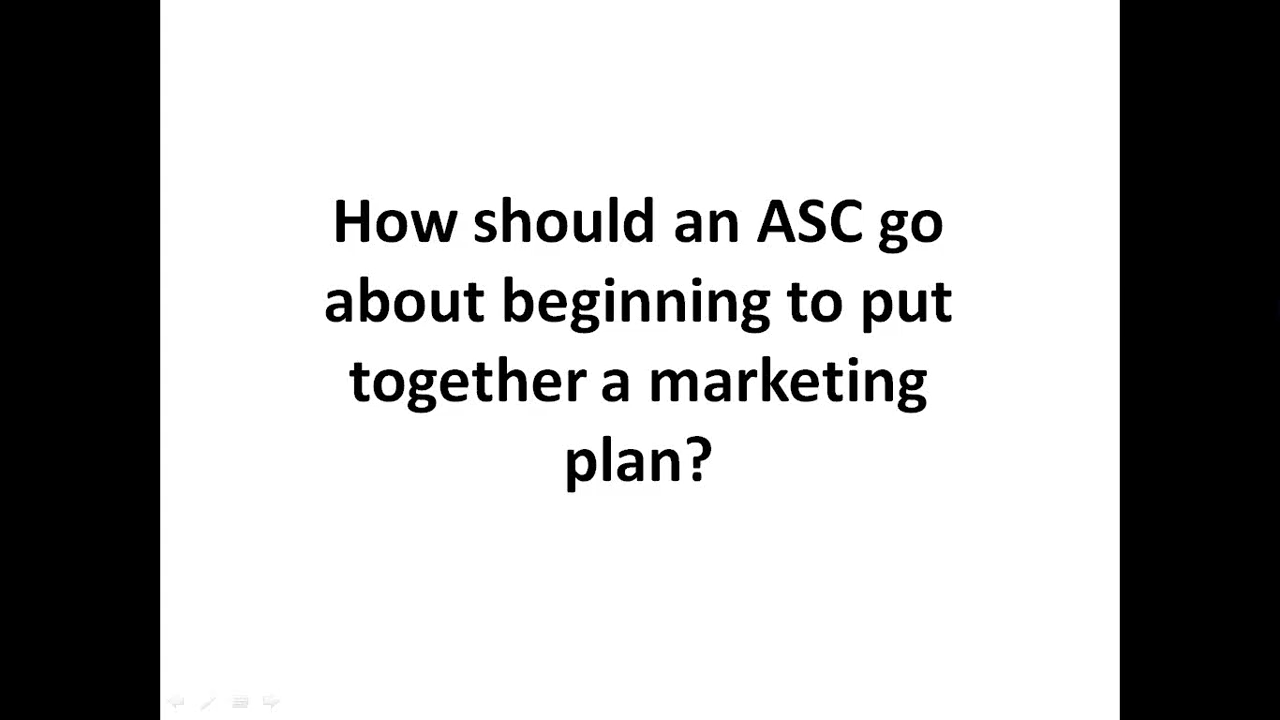 How should an ASC go
about beginning to put
together a marketing
plan?